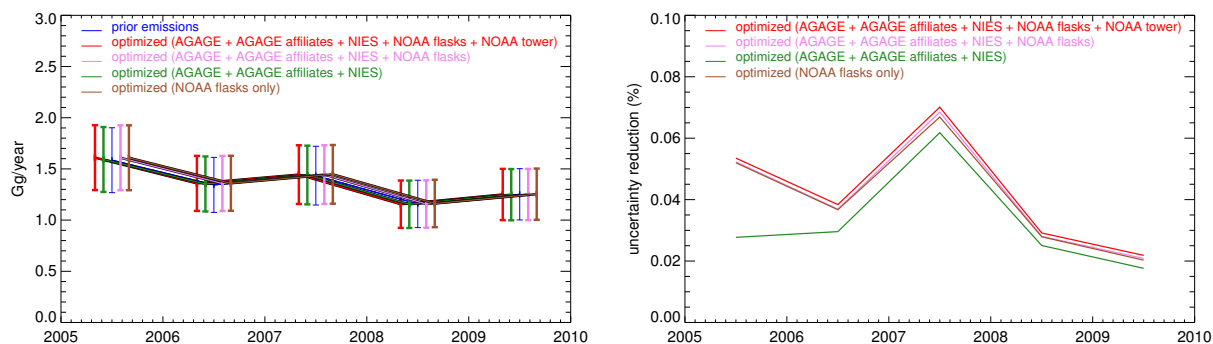 3.0
2.5
2.0
1.5
1.0
0.5
0.0
Gg/year
prior emissions
optimized (AGAGE + AGAGE affiliates + NIES + NOAA flasks + NOAA tower)
optimized (AGAGE + AGAGE affiliates + NIES + NOAA flasks)
optimized (AGAGE + AGAGE affiliates + NIES)
optimized (NOAA flasks only)
2005 2006 2007 2008 2009 2010
0.10
0.08
0.06
0.04
0.02
0.00
uncertainty reduction (%)
optimized (AGAGE + AGAGE affiliates + NIES + NOAA flasks + NOAA tower)
optimized (AGAGE + AGAGE affiliates + NIES + NOAA flasks)
optimized (AGAGE + AGAGE affiliates + NIES)
optimized (NOAA flasks only)
2005 2006 2007 2008 2009 2010